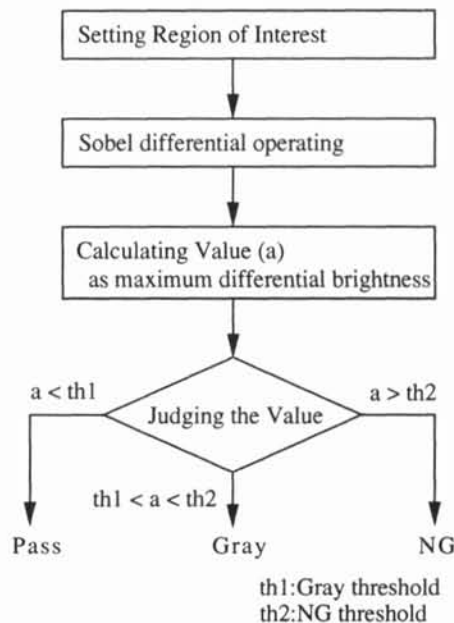 Setting Region of Interest
Sobel differential operating
Calculating Value (a)
as maximum differential brightness
a < th1
a > th2
Judging the Value
th1 < a < th2
Pass
Gray
NG
th1:Gray threshold
th2:NG threshold